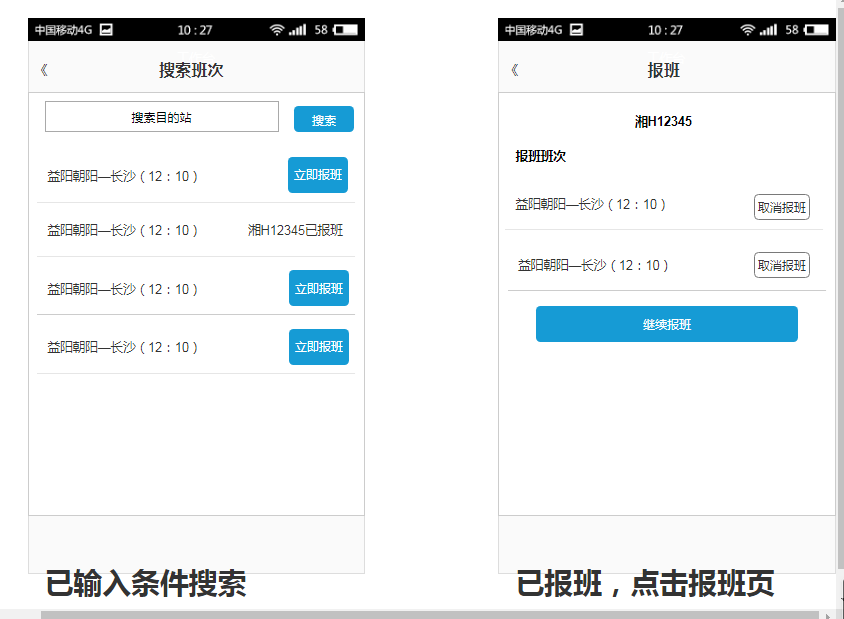 中国移动4G 10:27 58
《 搜索班次
搜索目的站 搜索
益阳朝阳—长沙（12：10） 立即报班
益阳朝阳—长沙（12：10） 湘H12345已报班
益阳朝阳—长沙（12：10） 立即报班
益阳朝阳—长沙（12：10） 立即报班
已输入条件搜索
中国移动4G 10:27 58
《 报班
湘H12345
报班班次
益阳朝阳—长沙（12：10） 取消报班
益阳朝阳—长沙（12：10） 取消报班
继续报班
已报班，点击报班页